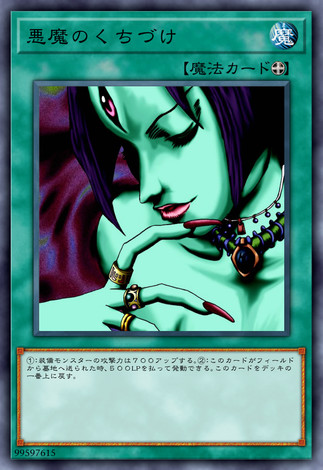 悪魔のくちづけ
魔
【魔法カード】
①:装備モンスターの攻撃力は７００アップする。②:このカードがフィールド
から墓地へ送られた時、５００LPを払って発動できる。このカードをデッキの
一番上に戻す。
99597615